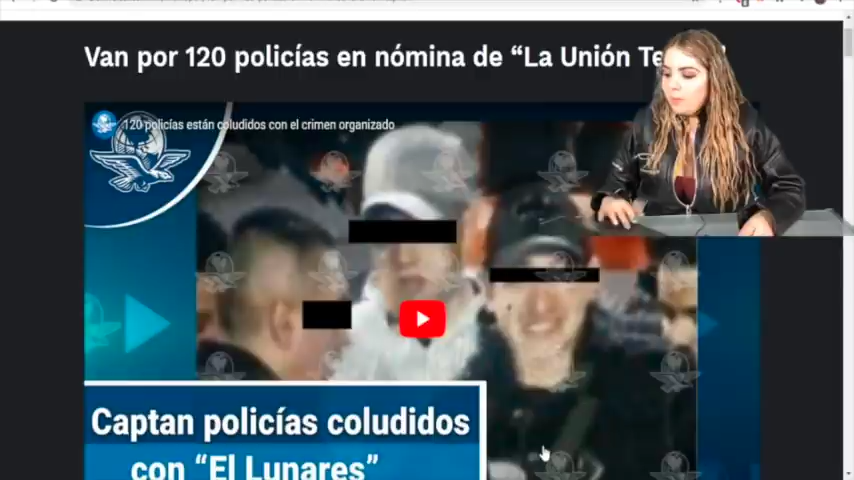 Van por 120 policías en nómina de “La Unión Te
120 policías están coludidos con el crimen organizado
Captan policías coludidos
con “El Lunares”